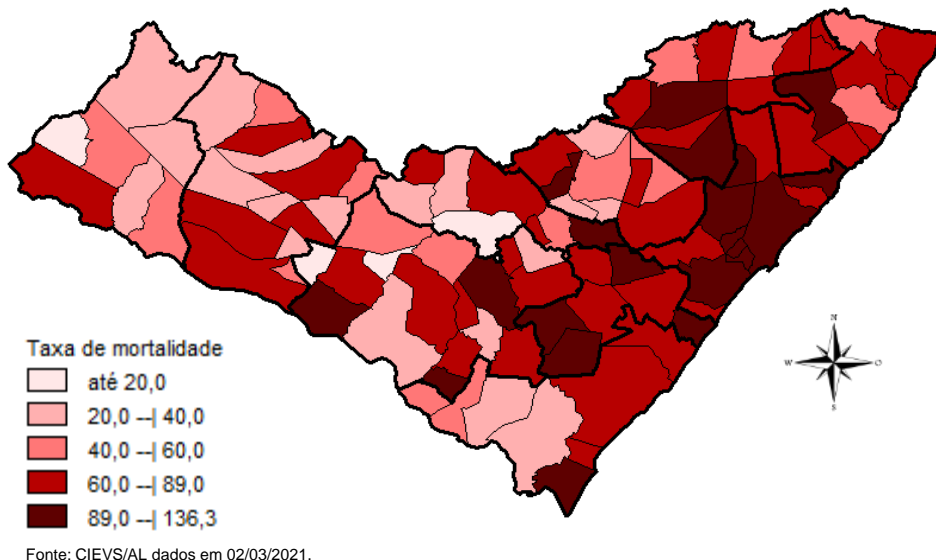 N
W
O
S
Taxa de mortalidade
até 20,0
20,0 --| 40,0
40,0 --| 60,0
60,0 --| 89,0
89,0 --| 136,3
Fonte: CIEVS/AL dados em 02/03/2021.